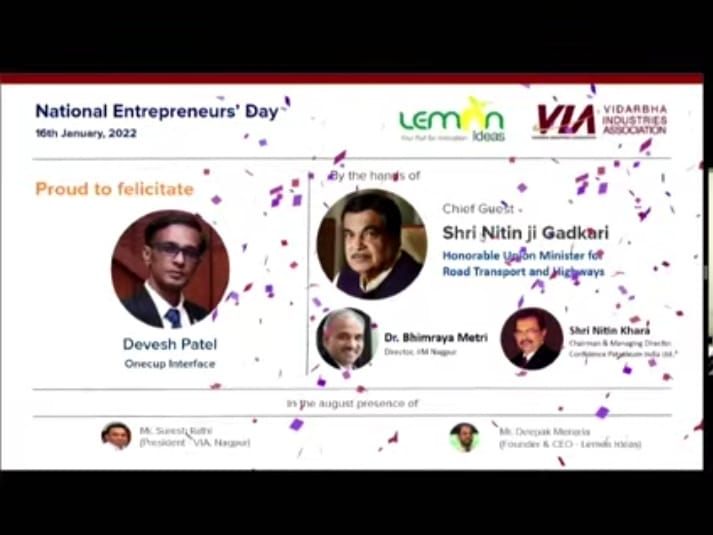 National Entrepreneurs' Day
16th January, 2022
LEMON
Ideas
VIA
VIDARBHA
INDUSTRIES
ASSOCIATION
Proud to felicitate
Devesh Patel
Onecup Interface
By the hands of
Chief Guest -
Shri Nitin ji Gadkari
Honorable Union Minister for
Road Transport and Highways
Dr. Bhimraya Metri
Director, IIM Nagpur
Shri Nitin Khara
Chairman & Managing Director,
Confidence Petroleum India Ltd.
In the august presence of
Mr. Suresh Rathi
(President - VIA, Nagpur)
Mr. Deepak Menaria
(Founder & CEO - Lemon Ideas)